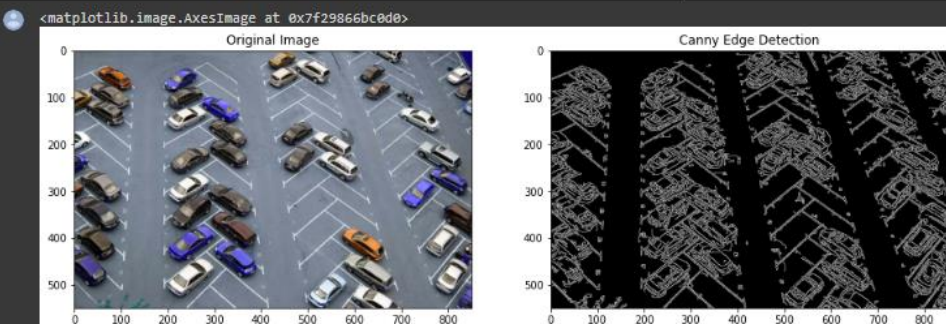 <matplotlib.image.AxesImage at 0x7f29866bc0d0>
Original Image
Canny Edge Detection
0
100
200
300
400
500
0 100 200 300 400 500 600 700 800
0
100
200
300
400
500
0 100 200 300 400 500 600 700 800